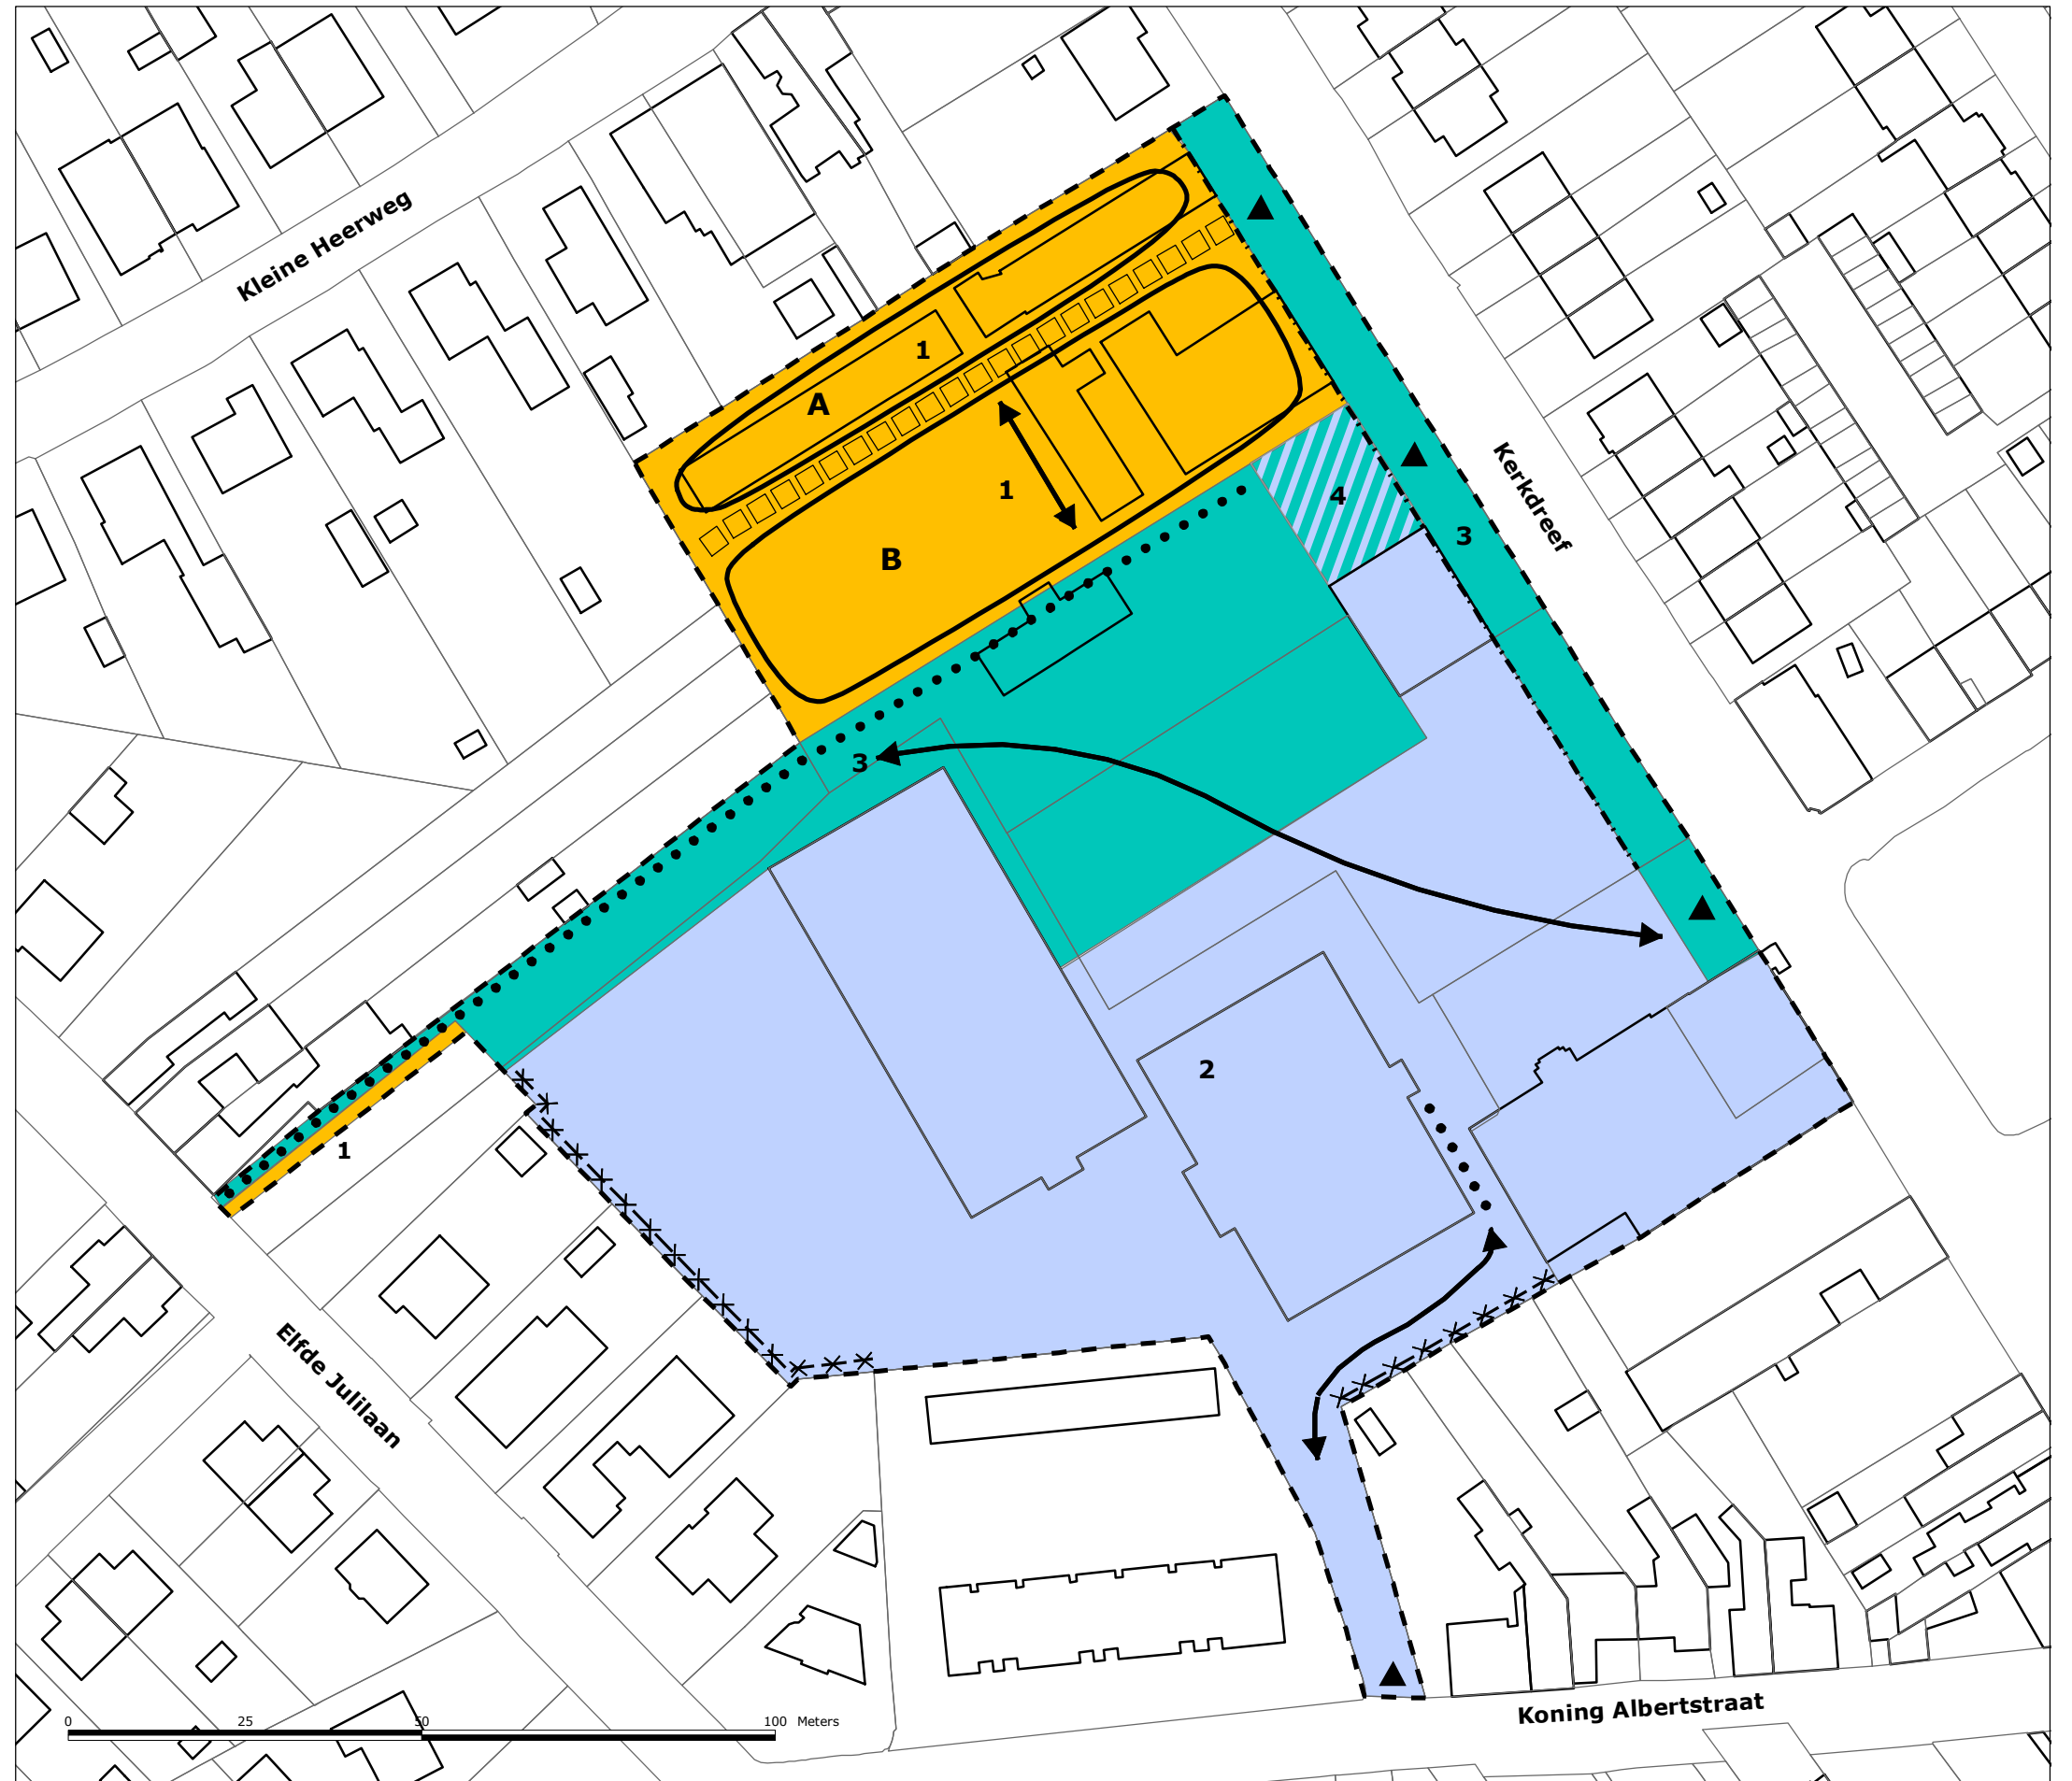 Kleine Heerweg
1
A
1
B
4
3
Kerkdreef
3
2
1
Elfde Julilaan
Koning Albertstraat
0 25 50 100 Meters